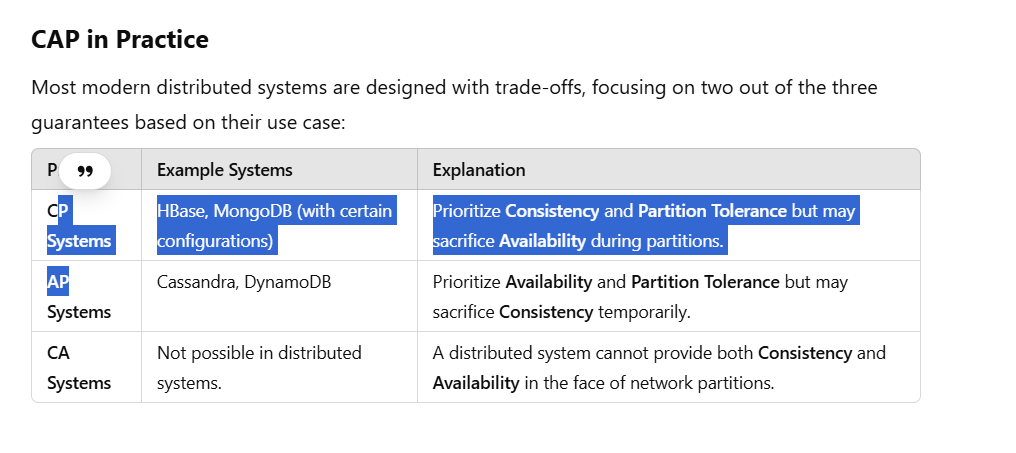 CAP in Practice
Most modern distributed systems are designed with trade-offs, focusing on two out of the three
guarantees based on their use case:
P
Example Systems
Explanation
CP
Systems
HBase, MongoDB (with certain
configurations)
Prioritize Consistency and Partition Tolerance but may
sacrifice Availability during partitions.
AP
Systems
Cassandra, DynamoDB
Prioritize Availability and Partition Tolerance but may
sacrifice Consistency temporarily.
CA
Systems
Not possible in distributed
systems.
A distributed system cannot provide both Consistency and
Availability in the face of network partitions.